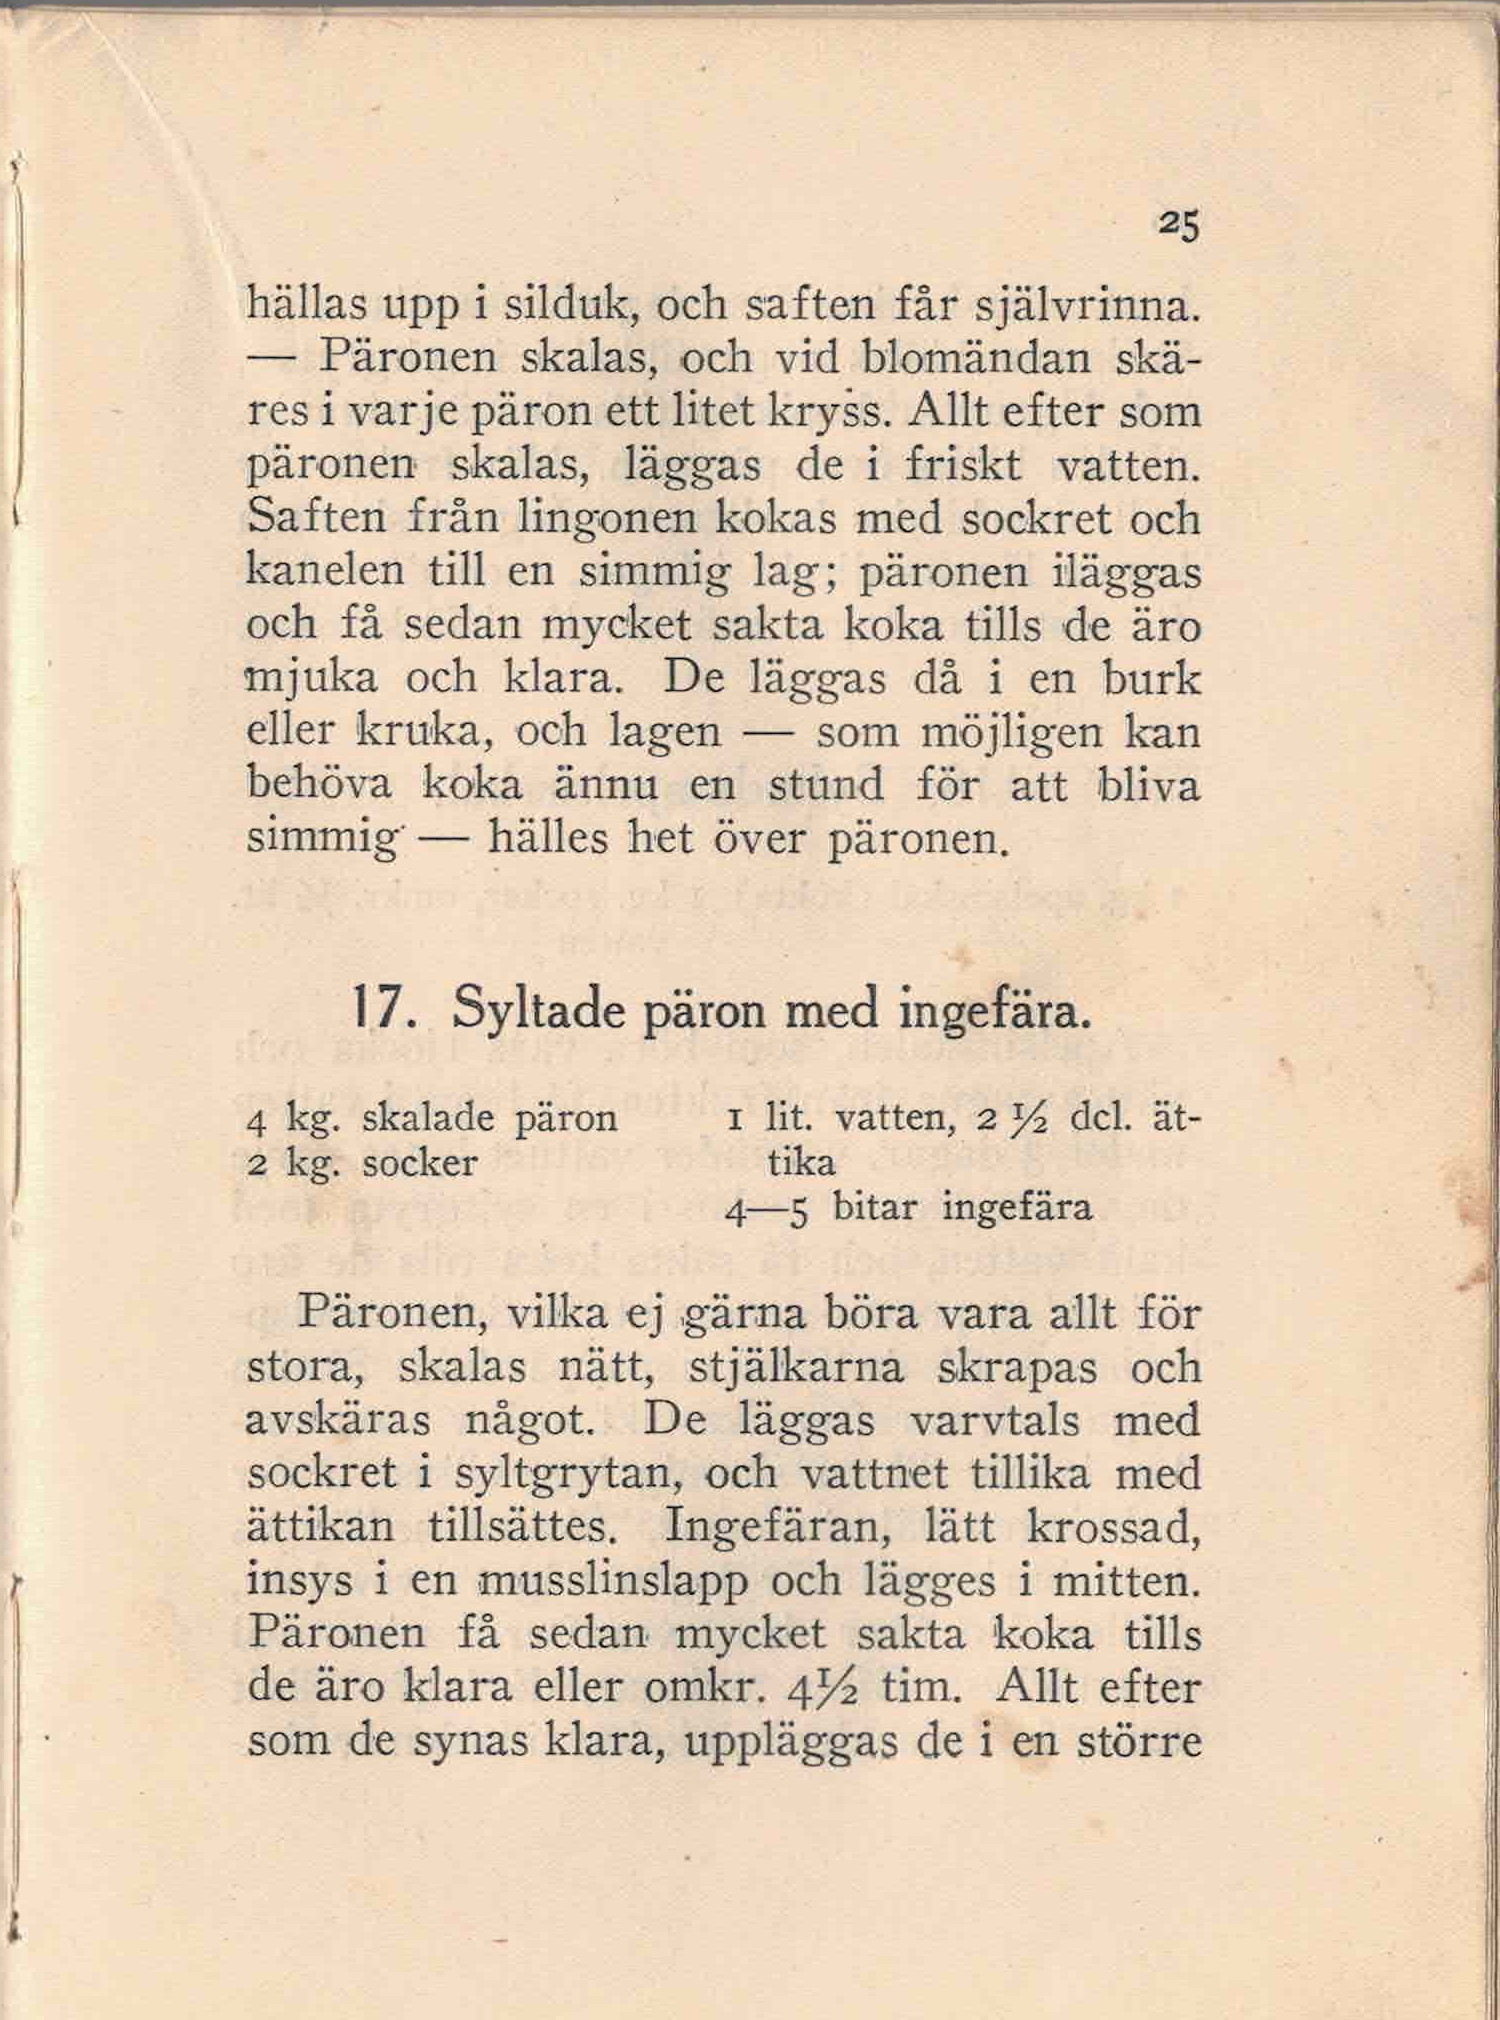 25
hällas upp i silduk, och saften får självrinna.
— Päronen skalas, och vid blomändan skä-
res i varje päron ett litet kryss. Allt efter som
päronen skalas, läggas de i friskt vatten.
Saften från lingonen kokas med sockret och
kanelen till en simmig lag; päronen iläggas
och få sedan mycket sakta koka tills de äro
mjuka och klara. De läggas då i en burk
eller kruka, och lagen — som möjligen kan
behöva koka ännu en stund för att bliva
simmig — hälles het över päronen.
17. Syltade päron med ingefära.
4 kg. skalade päron
2 kg. socker
1 lit. vatten, 2 ½ dcl. ät-
tika
4—5 bitar ingefära
Päronen, vilka ej gärna böra vara allt för
stora, skalas nätt, stjälkarna skrapas och
avskäras något. De läggas varvtals med
sockret i syltgrytan, och vattnet tillika med
ättikan tillsättes. Ingefäran, lätt krossad,
insys i en musslinslapp och lägges i mitten.
Päronen få sedan mycket sakta koka tills
de äro klara eller omkr. 4½ tim. Allt efter
som de synas klara, uppläggas de i en större